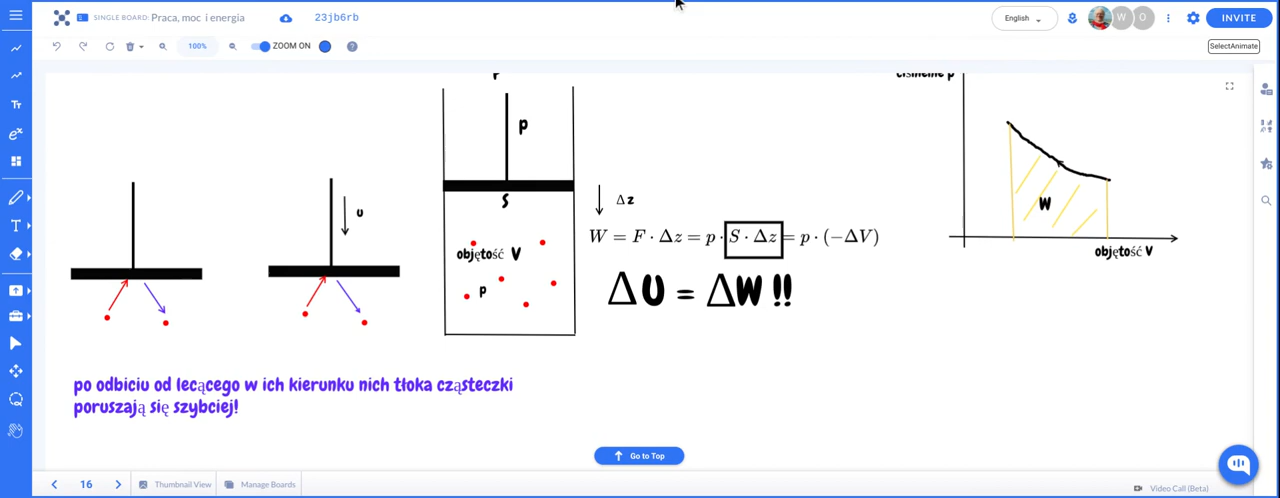 SINGLE BOARD: Praca, moc i energia
23jb6rb
English
W
O
INVITE
100%
ZOOM ON
SelectAnimate
ciśnienie p
p
S
u
Δz
W = F · Δz = p · S · Δz = p · (−ΔV)
objętość V
p
ΔU = ΔW !!
W
objętość V
po odbiciu od lecącego w ich kierunku nich tłoka cząsteczki
poruszają się szybciej!
Go to Top
16
Thumbnail View
Manage Boards
Video Call (Beta)